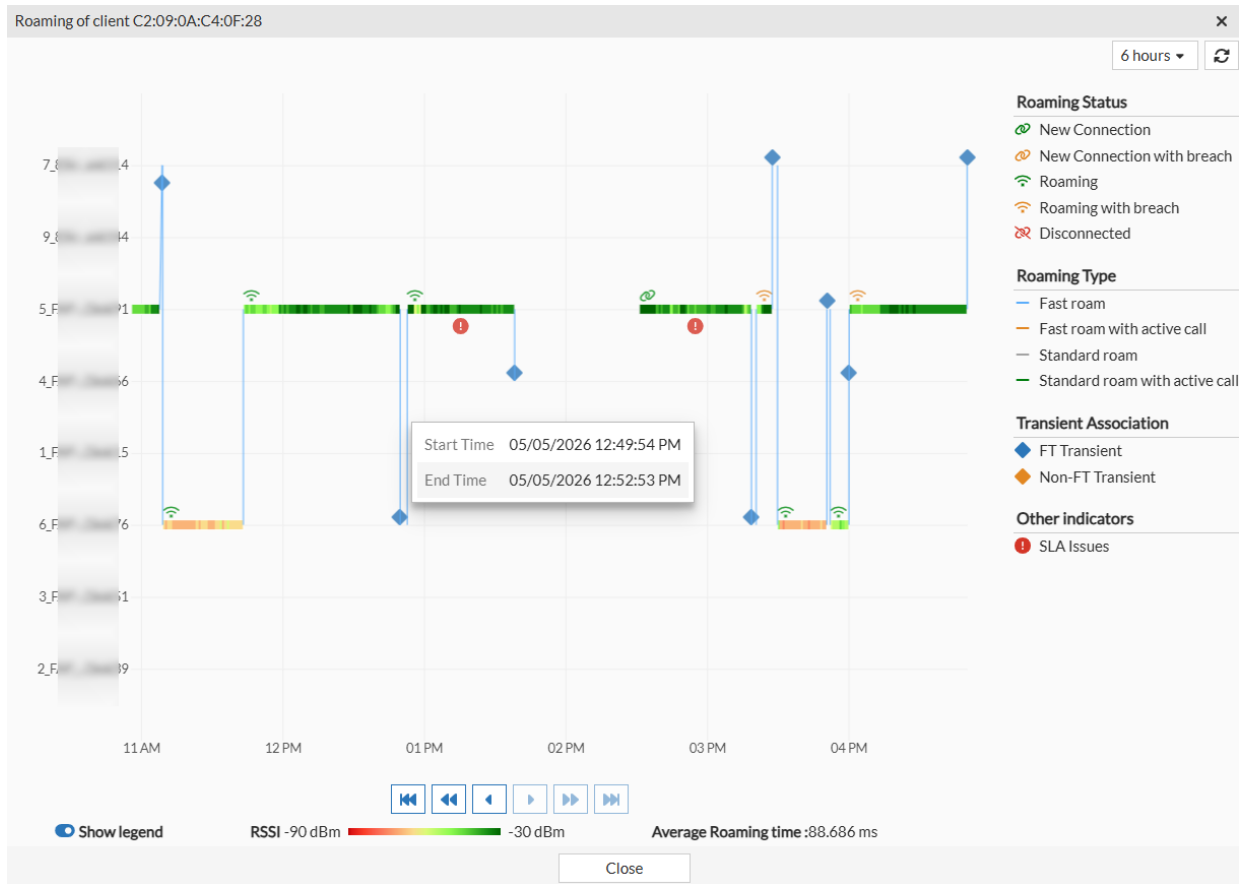 Roaming of client C2:09:0A:C4:0F:28
6 hours
Roaming Status
New Connection
New Connection with breach
Roaming
Roaming with breach
Disconnected
Roaming Type
Fast roam
Fast roam with active call
Standard roam
Standard roam with active call
Transient Association
FT Transient
Non-FT Transient
Other indicators
SLA Issues
Start Time 05/05/2026 12:49:54 PM
End Time 05/05/2026 12:52:53 PM
11 AM 12 PM 01 PM 02 PM 03 PM 04 PM
Show legend RSSI -90 dBm -30 dBm Average Roaming time :88.686 ms
Close